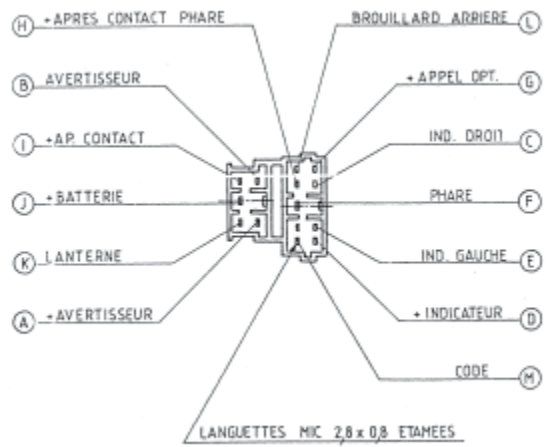 H +APRES CONTACT PHARE
BROUILLARD ARRIERE L
B AVERTISSEUR
+APPEL OPT. G
I +AP. CONTACT
IND. DROIT C
J +BATTERIE
PHARE F
K LANTERNE
IND. GAUCHE E
A +AVERTISSEUR
+INDICATEUR D
CODE M
LANGUETTES MIC 2,8 x 0,8 ETAMEES